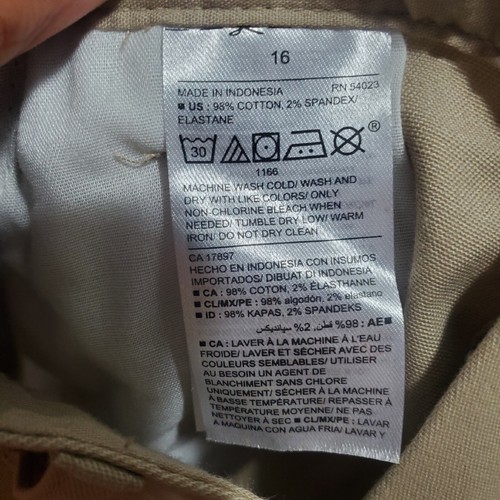 16
MADE IN INDONESIA RN 54023
■ US : 98% COTTON, 2% SPANDEX/
ELASTANE
30
®
1166
MACHINE WASH COLD/ WASH AND
DRY WITH LIKE COLORS/ ONLY
NON-CHLORINE BLEACH WHEN
NEEDED/ TUMBLE DRY LOW/ WARM
IRON/ DO NOT DRY CLEAN
CA 17897
HECHO EN INDONESIA CON INSUMOS
IMPORTADOS/ DIBUAT DI INDONESIA
■ CA : 98% COTON, 2% ÉLASTHANNE
■ CL/MX/PE : 98% algodón, 2% elastano
■ ID : 98% KAPAS, 2% SPANDEKS
■ AE : 98% قطن, 2% سپانديكس
■ CA : LAVER À LA MACHINE À L'EAU
FROIDE/ LAVER ET SÉCHER AVEC DES
COULEURS SEMBLABLES/ UTILISER
AU BESOIN UN AGENT DE
BLANCHIMENT SANS CHLORE
UNIQUEMENT/ SÉCHER À LA MACHINE
À BASSE TEMPÉRATURE/ REPASSER À
TEMPÉRATURE MOYENNE/ NE PAS
NETTOYER À SEC ■ CL/MX/PE : LAVAR
A MAQUINA CON AGUA FRIA/ LAVAR Y